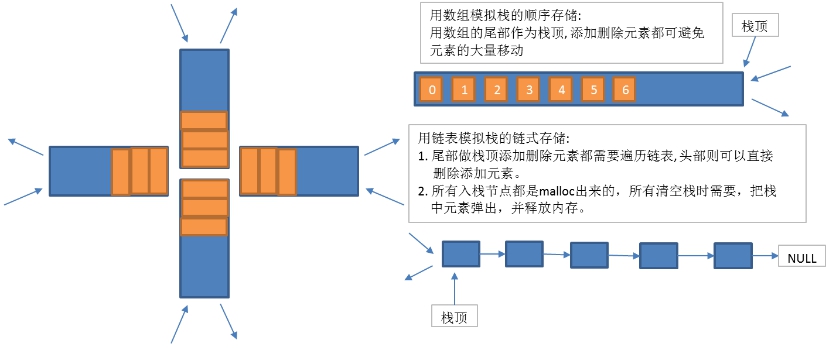 用数组模拟栈的顺序存储:
用数组的尾部作为栈顶,添加删除元素都可避免
元素的大量移动
栈顶
0 1 2 3 4 5 6
用链表模拟栈的链式存储:
1. 尾部做栈顶添加删除元素都需要遍历链表,头部则可以直接
删除添加元素。
2. 所有入栈节点都是malloc出来的，所有清空栈时需要，把栈
中元素弹出，并释放内存。
NULL
栈顶